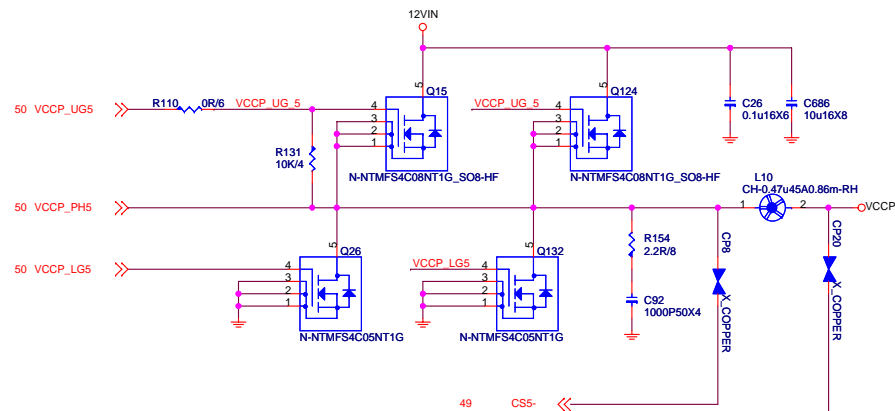 12VIN
50 VCCP_UG5
R110 0R/6
VCCP_UG_5
R131
10K/4
5
Q15
4
3
2
1
N-NTMFS4C08NT1G_SO8-HF
VCCP_UG_5
5
Q124
4
3
2
1
N-NTMFS4C08NT1G_SO8-HF
C26
0.1u16X6
C686
10u16X8
50 VCCP_PH5
L10
CH-0.47u45A0.86m-RH
1
2
VCCP
50 VCCP_LG5
5
Q26
4
3
2
1
N-NTMFS4C05NT1G
VCCP_LG5
5
Q132
4
3
2
1
N-NTMFS4C05NT1G
R154
2.2R/8
C92
1000P50X4
CP8
X_COPPER
CP20
X_COPPER
49 CS5-